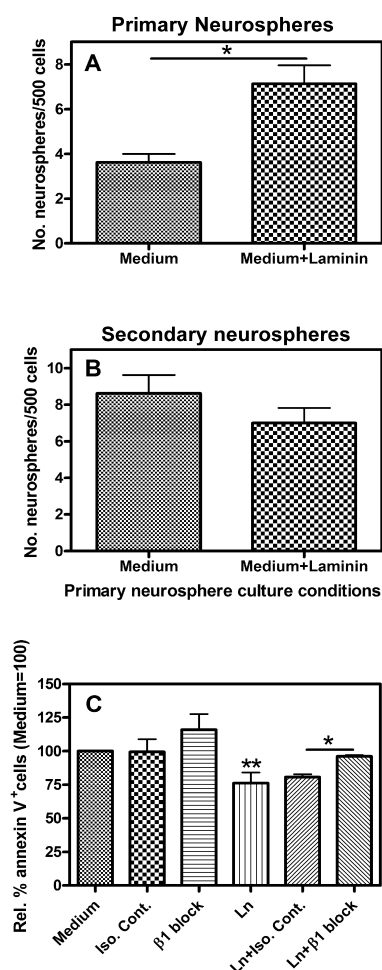 Primary Neurospheres
A
*
No. neurospheres/500 cells
8
6
4
2
0
Medium Medium+Laminin
Secondary neurospheres
B
No. neurospheres/500 cells
10
8
6
4
2
0
Medium Medium+Laminin
Primary neurosphere culture conditions
C
Rel. % annexin V+cells (Medium=100)
150
125
100
75
50
25
0
**
*
Medium
Iso. Cont.
β1 block
Ln
Ln+Iso. Cont.
Ln+β1 block